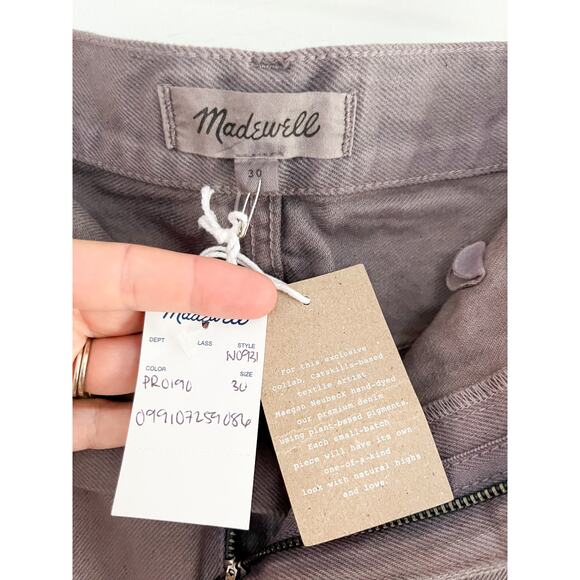 Madewell
30
Madewell
DEPT LASS STYLE
N0931
COLOR SIZE
PR0190 30
099107259086
For this exclusive
collab, Catskills-based
textile artist
Maegan Neubeck hand-dyed
our premium denim
using plant-based pigments.
Each small-batch
piece will have its own
one-of-a-kind
look with natural highs
and lows.